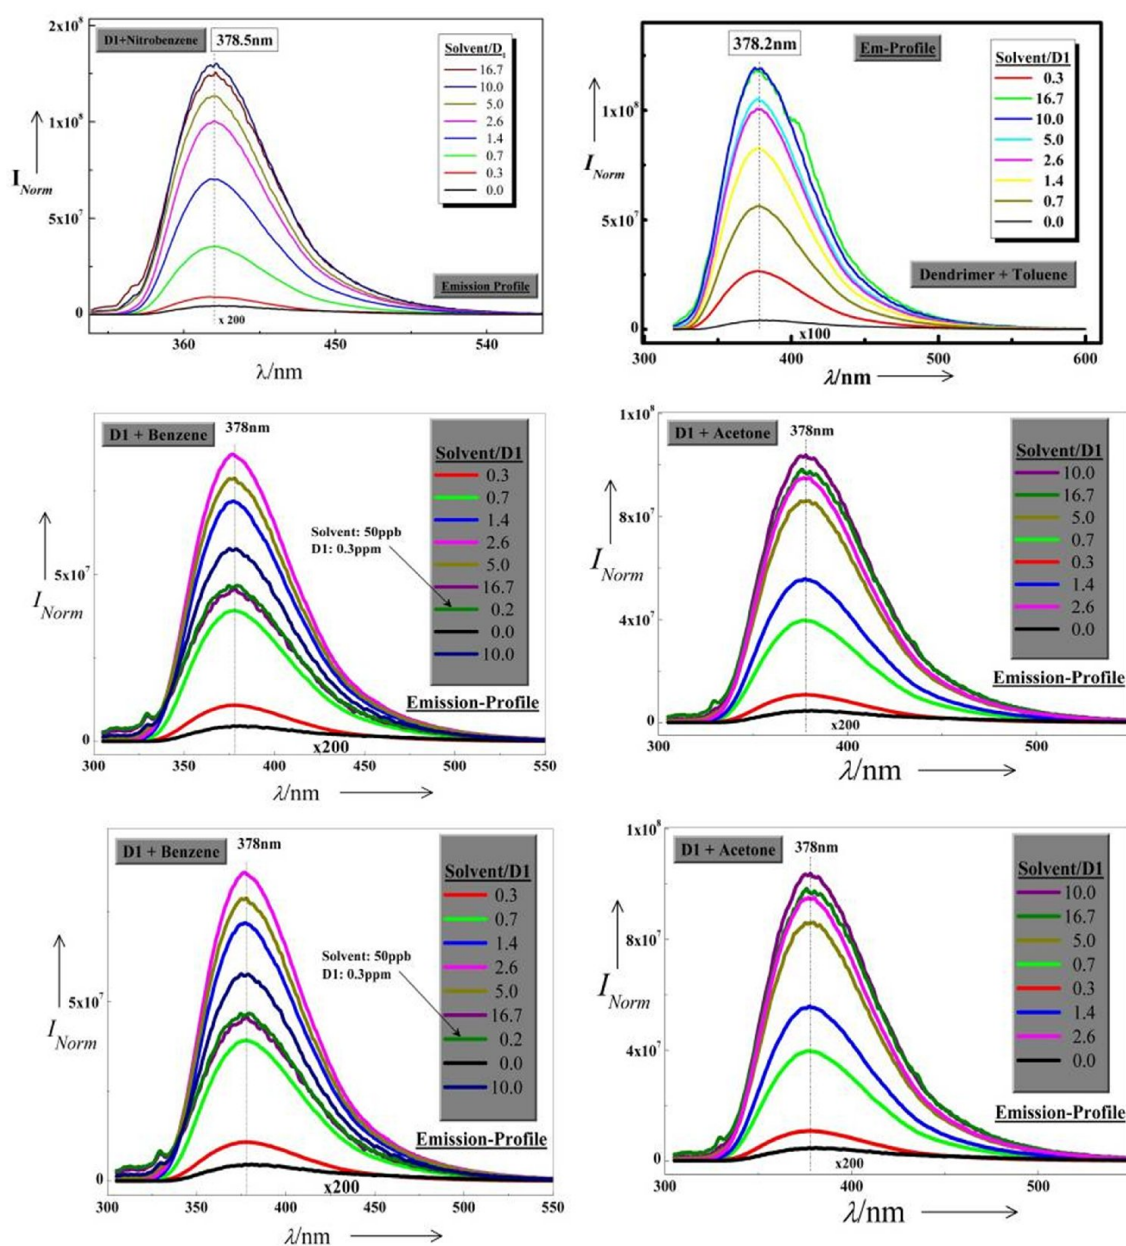 D1+Nitrobenzene
378.5nm
Solvent/D1
16.7
10.0
5.0
2.6
1.4
0.7
0.3
0.0
2x10⁸
1x10⁸
5x10⁷
0
I Norm
x 200
Emission Profile
360
450
540
λ/nm
378.2nm
Em-Profile
Solvent/D1
0.3
16.7
10.0
5.0
2.6
1.4
0.7
0.0
1x10⁸
5x10⁷
0
I Norm
Dendrimer + Toluene
x100
300
400
500
600
λ/nm
D1 + Benzene
378nm
Solvent/D1
0.3
0.7
1.4
2.6
5.0
16.7
0.2
0.0
10.0
Solvent: 50ppb
D1: 0.3ppm
5x10⁷
0
I Norm
Emission-Profile
x200
300
350
400
450
500
550
λ/nm
D1 + Acetone
378nm
Solvent/D1
10.0
16.7
5.0
0.7
0.3
1.4
2.6
0.0
1x10⁸
8x10⁷
4x10⁷
0
I Norm
Emission-Profile
x200
300
400
500
λ/nm
D1 + Benzene
378nm
Solvent/D1
0.3
0.7
1.4
2.6
5.0
16.7
0.2
0.0
10.0
Solvent: 50ppb
D1: 0.3ppm
5x10⁷
0
I Norm
Emission-Profile
x200
300
350
400
450
500
550
λ/nm
D1 + Acetone
378nm
Solvent/D1
10.0
16.7
5.0
0.7
0.3
1.4
2.6
0.0
1x10⁸
8x10⁷
4x10⁷
0
I Norm
Emission-Profile
x200
300
400
500
λ/nm